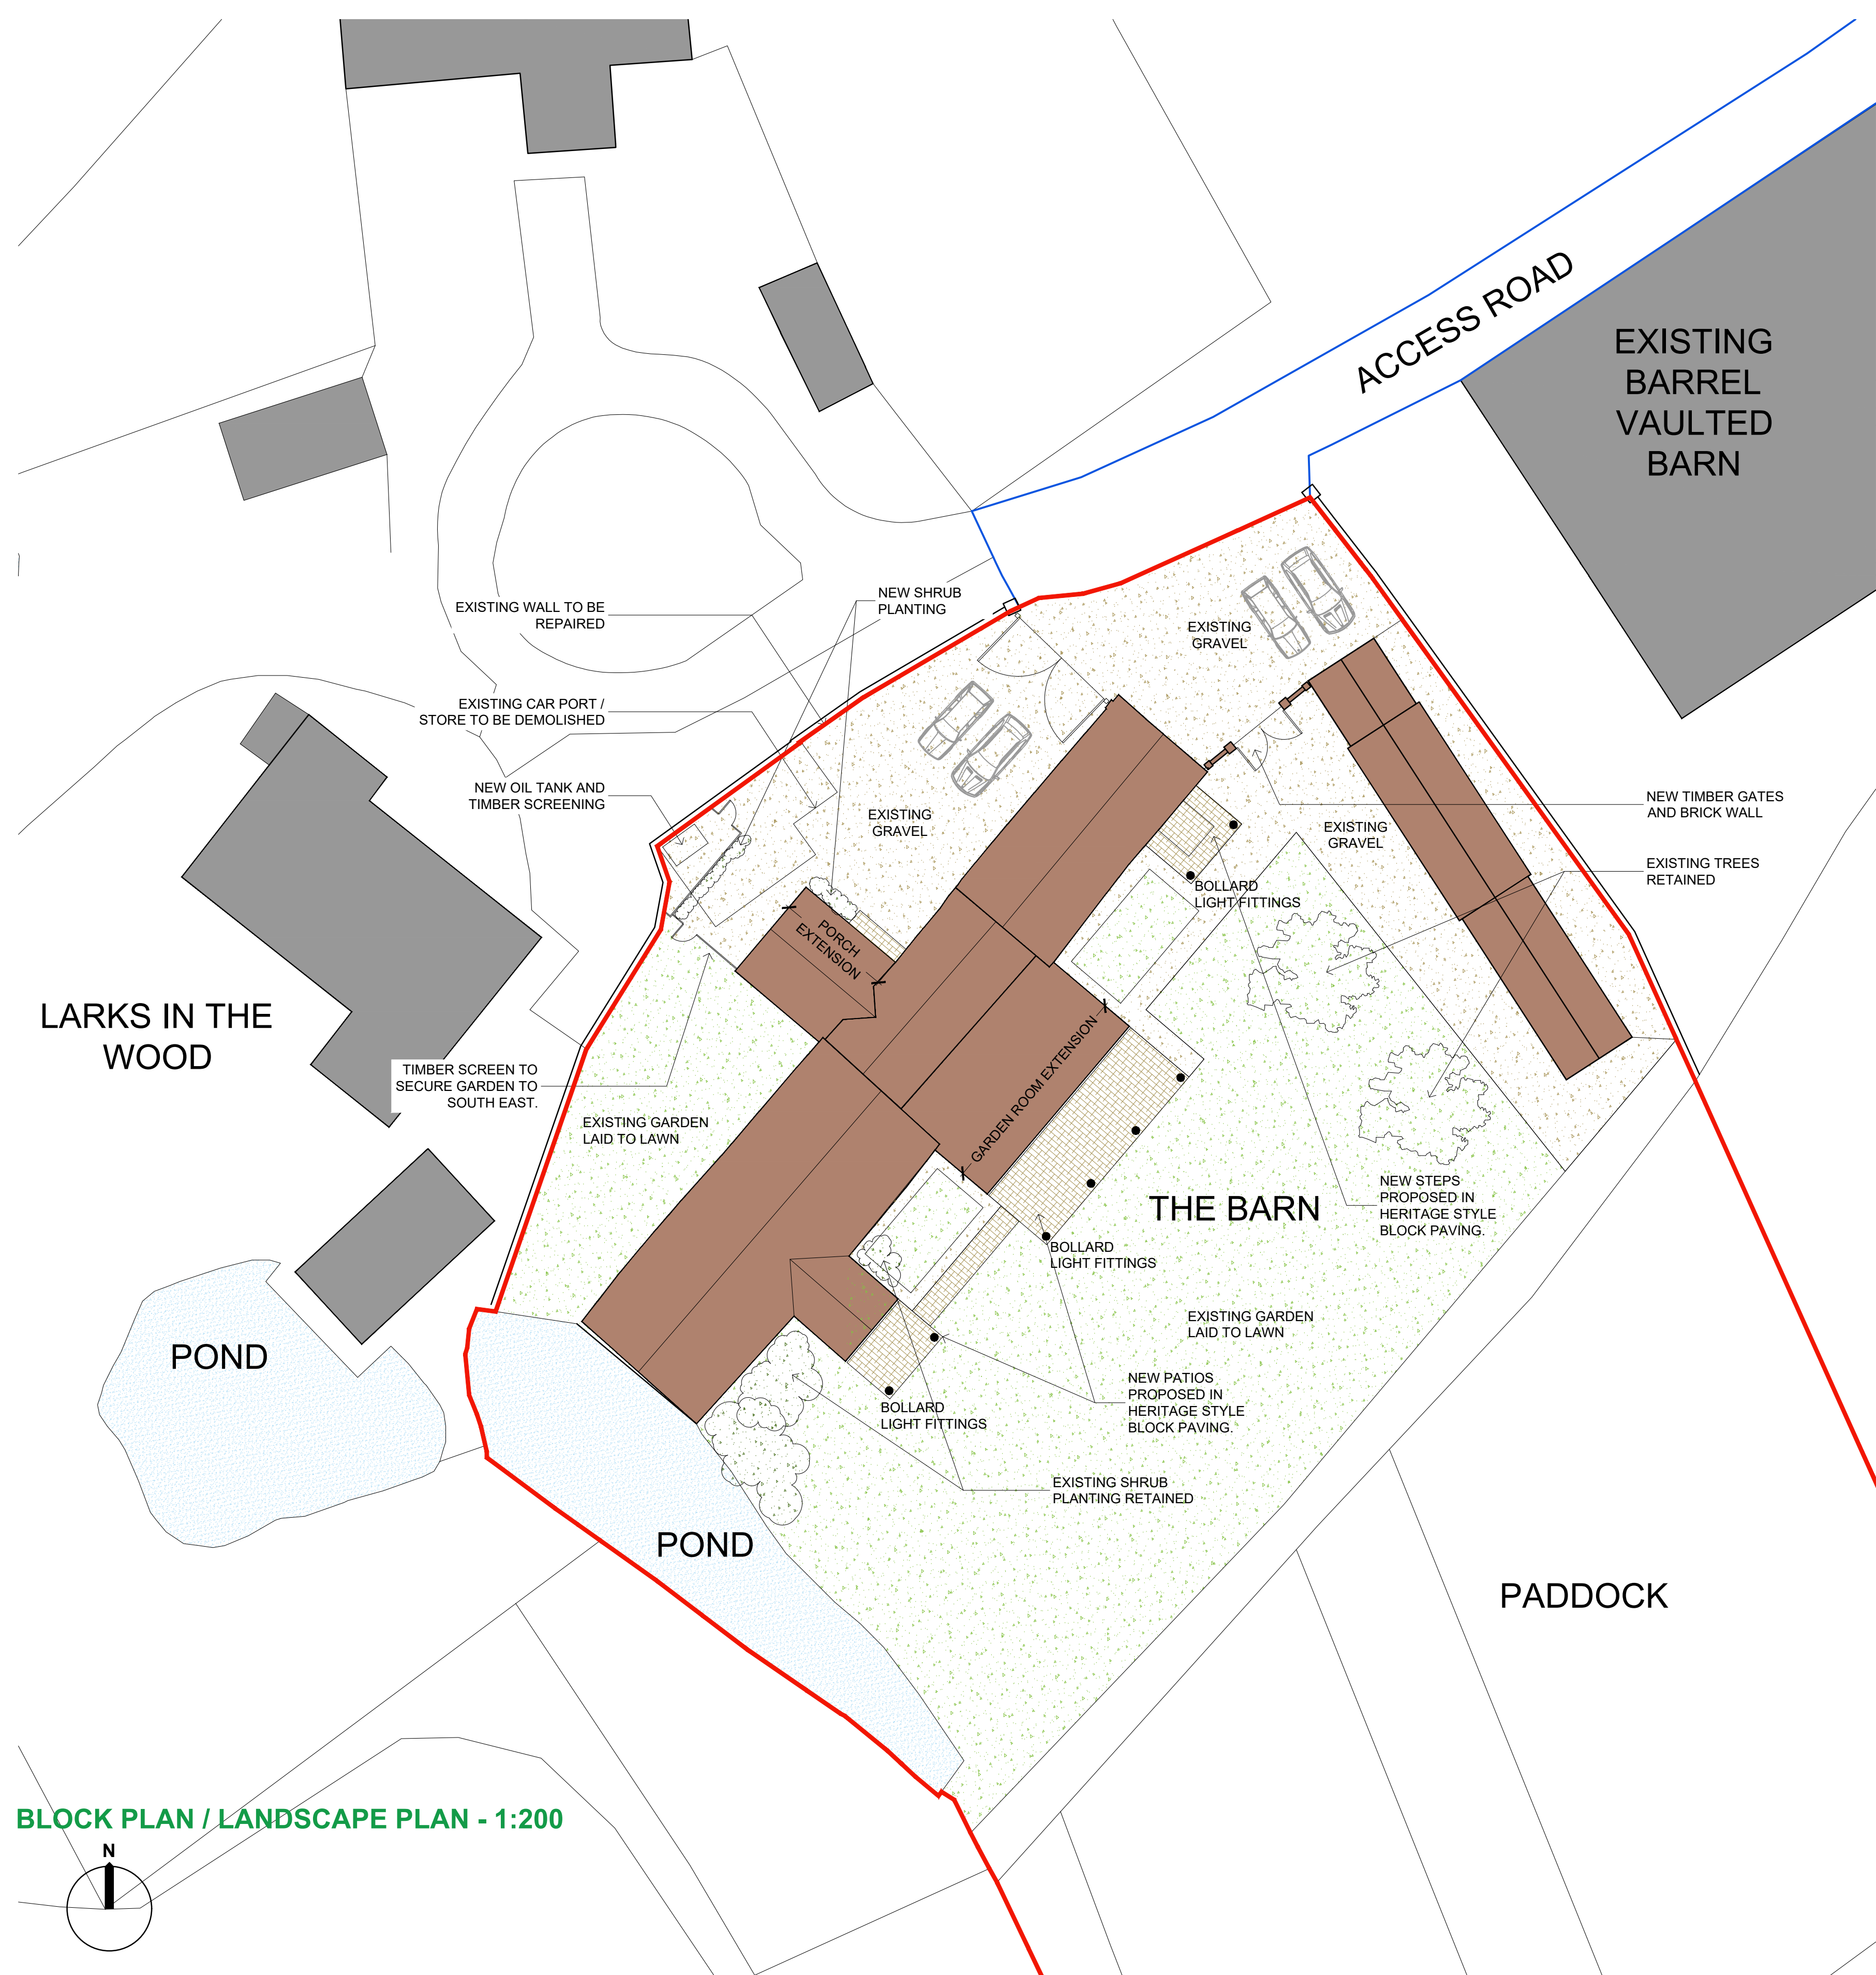 ACCESS ROAD
EXISTING
BARREL
VAULTED
BARN
NEW SHRUB
PLANTING
EXISTING WALL TO BE
REPAIRED
EXISTING
GRAVEL
EXISTING CAR PORT /
STORE TO BE DEMOLISHED
NEW OIL TANK AND
TIMBER SCREENING
EXISTING
GRAVEL
EXISTING
GRAVEL
NEW TIMBER GATES
AND BRICK WALL
EXISTING TREES
RETAINED
BOLLARD
LIGHT FITTINGS
PORCH
EXTENSION
LARKS IN THE
WOOD
TIMBER SCREEN TO
SECURE GARDEN TO
SOUTH EAST.
GARDEN ROOM EXTENSION
EXISTING GARDEN
LAID TO LAWN
THE BARN
NEW STEPS
PROPOSED IN
HERITAGE STYLE
BLOCK PAVING.
BOLLARD
LIGHT FITTINGS
EXISTING GARDEN
LAID TO LAWN
POND
NEW PATIOS
PROPOSED IN
HERITAGE STYLE
BLOCK PAVING.
BOLLARD
LIGHT FITTINGS
EXISTING SHRUB
PLANTING RETAINED
POND
PADDOCK
BLOCK PLAN / LANDSCAPE PLAN - 1:200
N